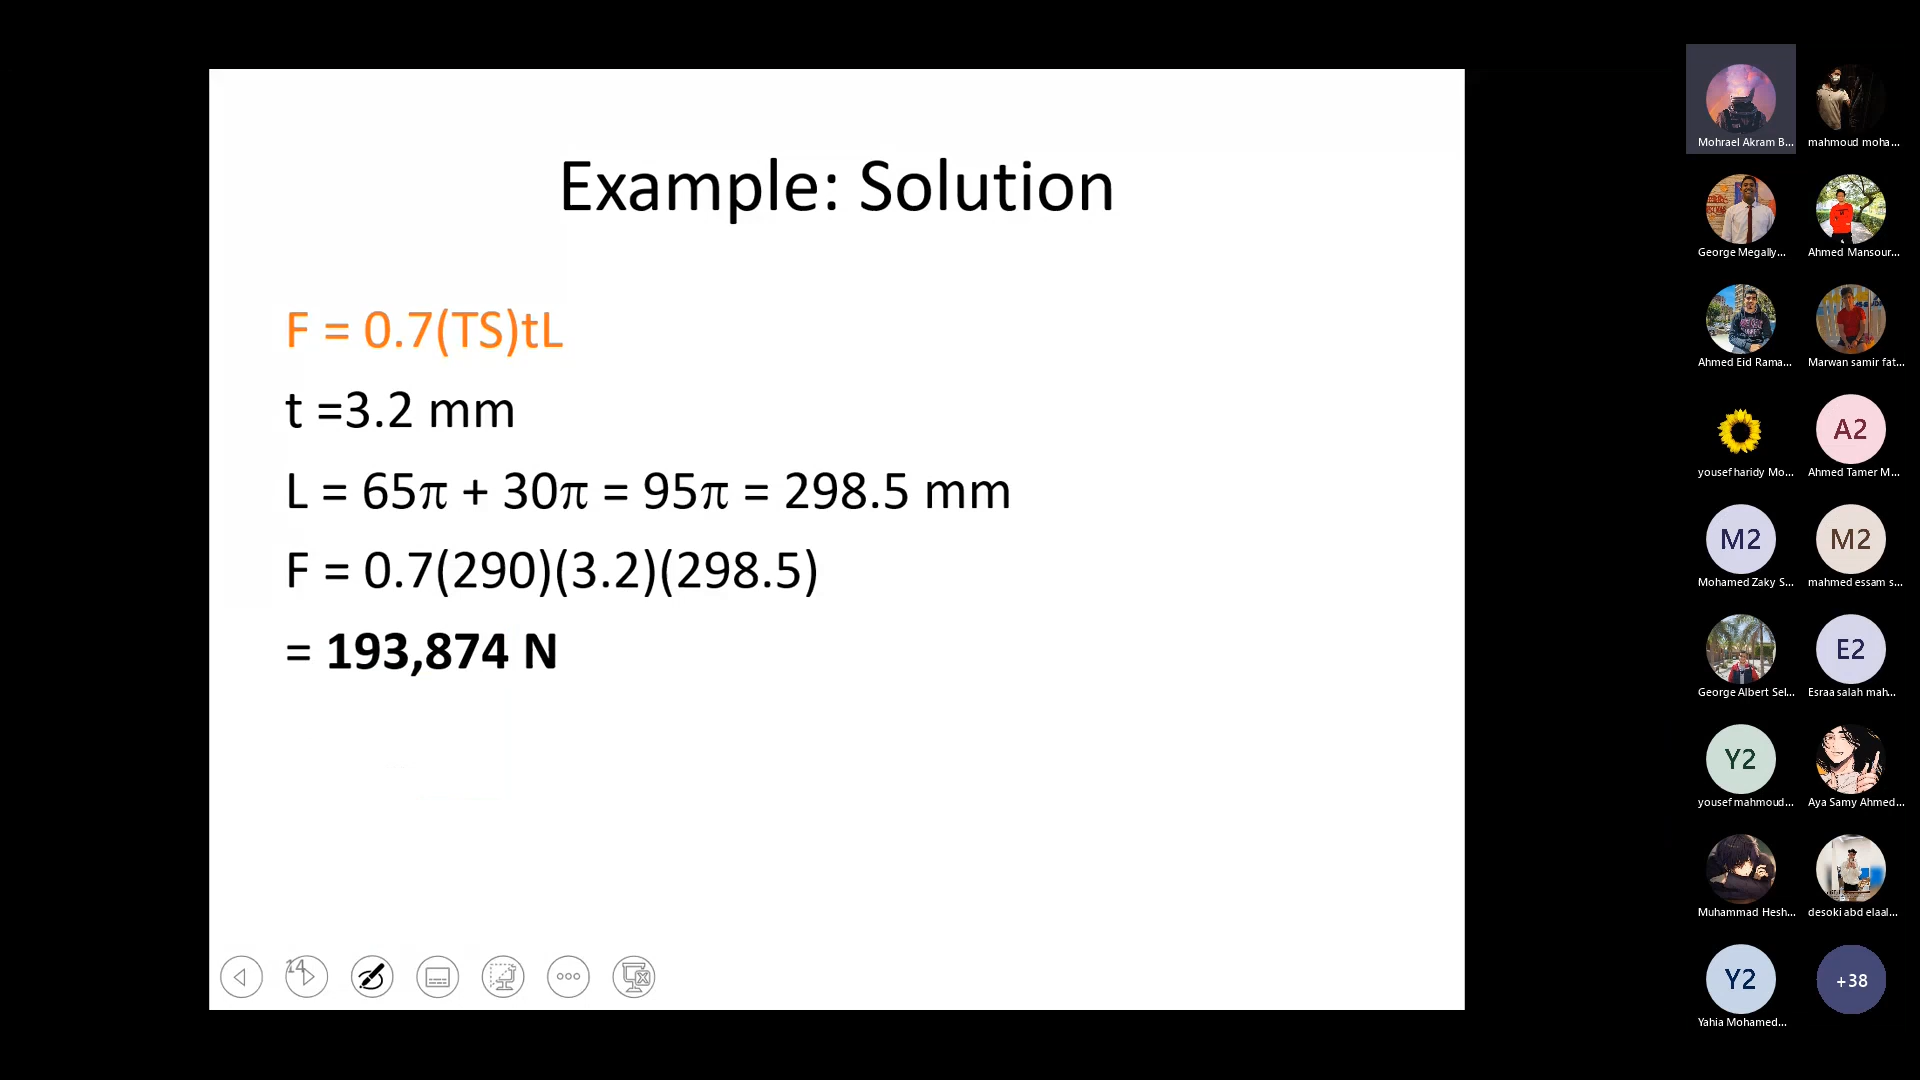 Example: Solution
F = 0.7(TS)tL
t =3.2 mm
L = 65π + 30π = 95π = 298.5 mm
F = 0.7(290)(3.2)(298.5)
= 193,874 N
14
Mohrael Akram B...
mahmoud moha...
George Megally...
Ahmed Mansour...
Ahmed Eid Rama...
Marwan samir fat...
yousef haridy Mo...
A2
Ahmed Tamer M...
M2
Mohamed Zaky S...
M2
mahmed essam s...
George Albert Sel...
E2
Esraa salah mah...
Y2
yousef mahmoud...
Aya Samy Ahmed...
Muhammad Hesh...
desoki abd elaal...
Y2
Yahia Mohamed...
+38